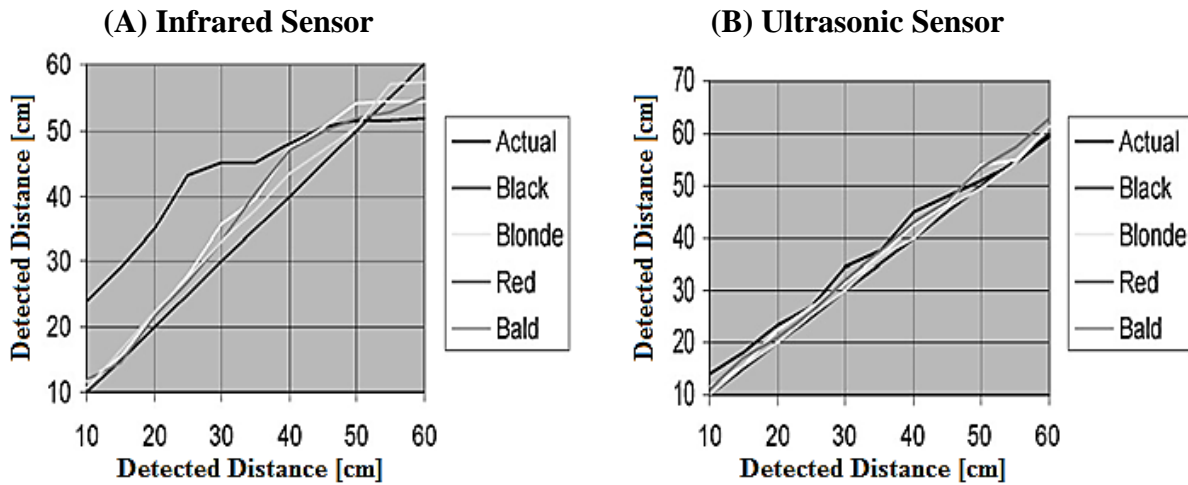 (A) Infrared Sensor
60
50
40
30
20
10
10 20 30 40 50 60
Detected Distance [cm]
Detected Distance [cm]
Actual
Black
Blonde
Red
Bald
(B) Ultrasonic Sensor
70
60
50
40
30
20
10
10 20 30 40 50 60
Detected Distance [cm]
Detected Distance [cm]
Actual
Black
Blonde
Red
Bald